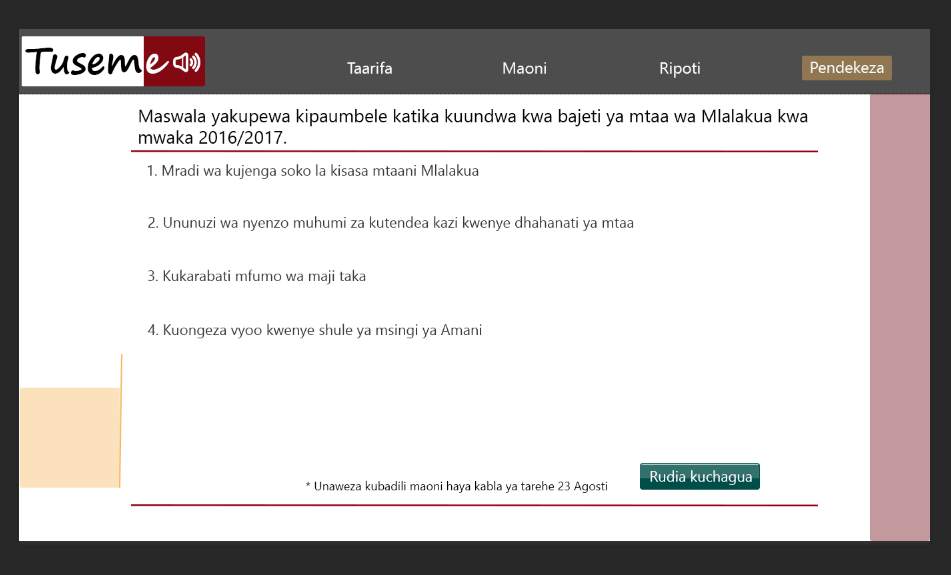 Tuseme
Taarifa
Maoni
Ripoti
Pendekeza
Maswala yakupewa kipaumbele katika kuundwa kwa bajeti ya mtaa wa Mlalakua kwa
mwaka 2016/2017.
1. Mradi wa kujenga soko la kisasa mtaani Mlalakua
2. Ununuzi wa nyenzo muhumi za kutendea kazi kwenye dhahanati ya mtaa
3. Kukarabati mfumo wa maji taka
4. Kuongeza vyoo kwenye shule ya msingi ya Amani
* Unaweza kubadili maoni haya kabla ya tarehe 23 Agosti
Rudia kuchagua